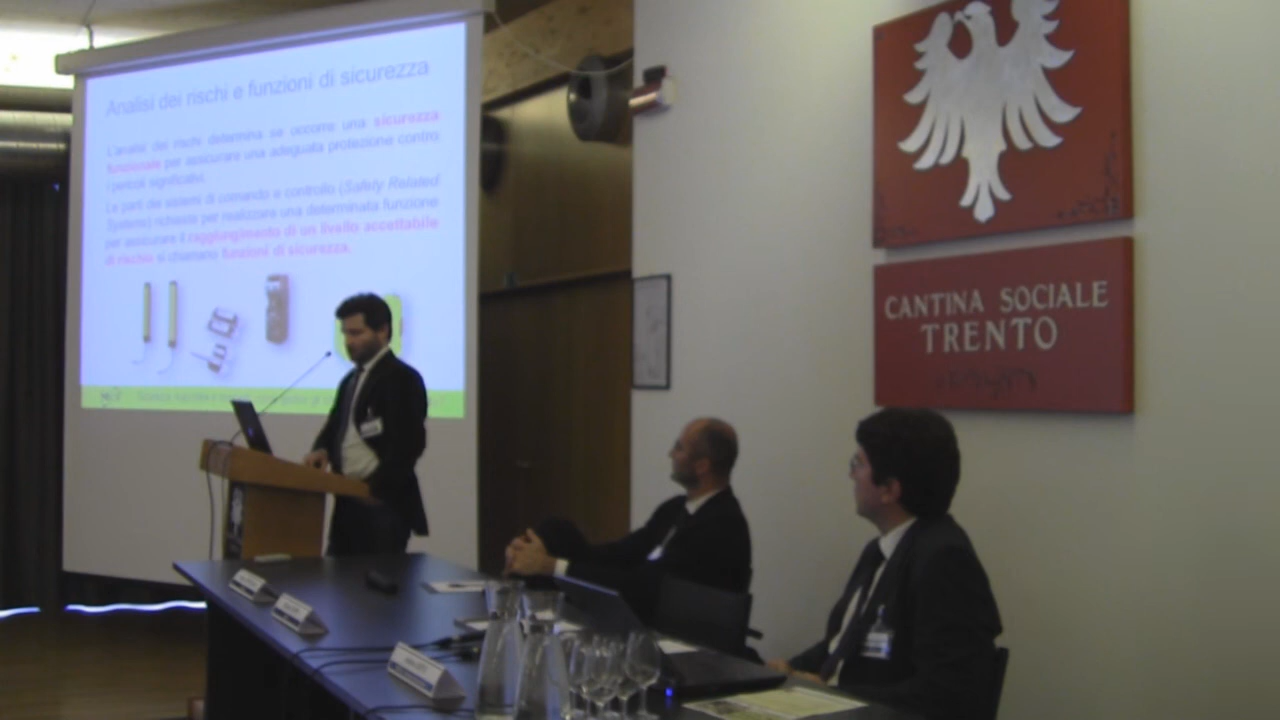 Analisi dei rischi e funzioni di sicurezza
L'analisi dei rischi determina se occorre una sicurezza
funzionale per assicurare una adeguata protezione contro
i pericoli significativi.
Le parti dei sistemi di comando o controllo (Safety Related
System) richieste per realizzare una determinata funzione
per assicurare il raggiungimento di un livello accettabile
di rischio si chiamano funzioni di sicurezza.
CANTINA SOCIALE
TRENTO